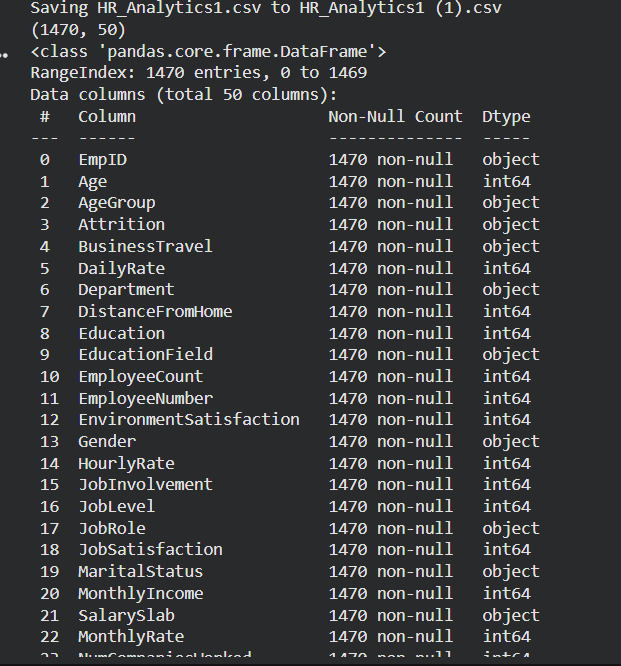 Saving HR_Analytics1.csv to HR_Analytics1 (1).csv
(1470, 50)
<class 'pandas.core.frame.DataFrame'>
RangeIndex: 1470 entries, 0 to 1469
Data columns (total 50 columns):
 #   Column                   Non-Null Count  Dtype
---  ------                   --------------  -----
 0   EmpID                    1470 non-null   object
 1   Age                      1470 non-null   int64
 2   AgeGroup                 1470 non-null   object
 3   Attrition                1470 non-null   object
 4   BusinessTravel           1470 non-null   object
 5   DailyRate                1470 non-null   int64
 6   Department               1470 non-null   object
 7   DistanceFromHome         1470 non-null   int64
 8   Education                1470 non-null   int64
 9   EducationField           1470 non-null   object
 10  EmployeeCount            1470 non-null   int64
 11  EmployeeNumber           1470 non-null   int64
 12  EnvironmentSatisfaction  1470 non-null   int64
 13  Gender                   1470 non-null   object
 14  HourlyRate               1470 non-null   int64
 15  JobInvolvement           1470 non-null   int64
 16  JobLevel                 1470 non-null   int64
 17  JobRole                  1470 non-null   object
 18  JobSatisfaction          1470 non-null   int64
 19  MaritalStatus            1470 non-null   object
 20  MonthlyIncome            1470 non-null   int64
 21  SalarySlab               1470 non-null   object
 22  MonthlyRate              1470 non-null   int64